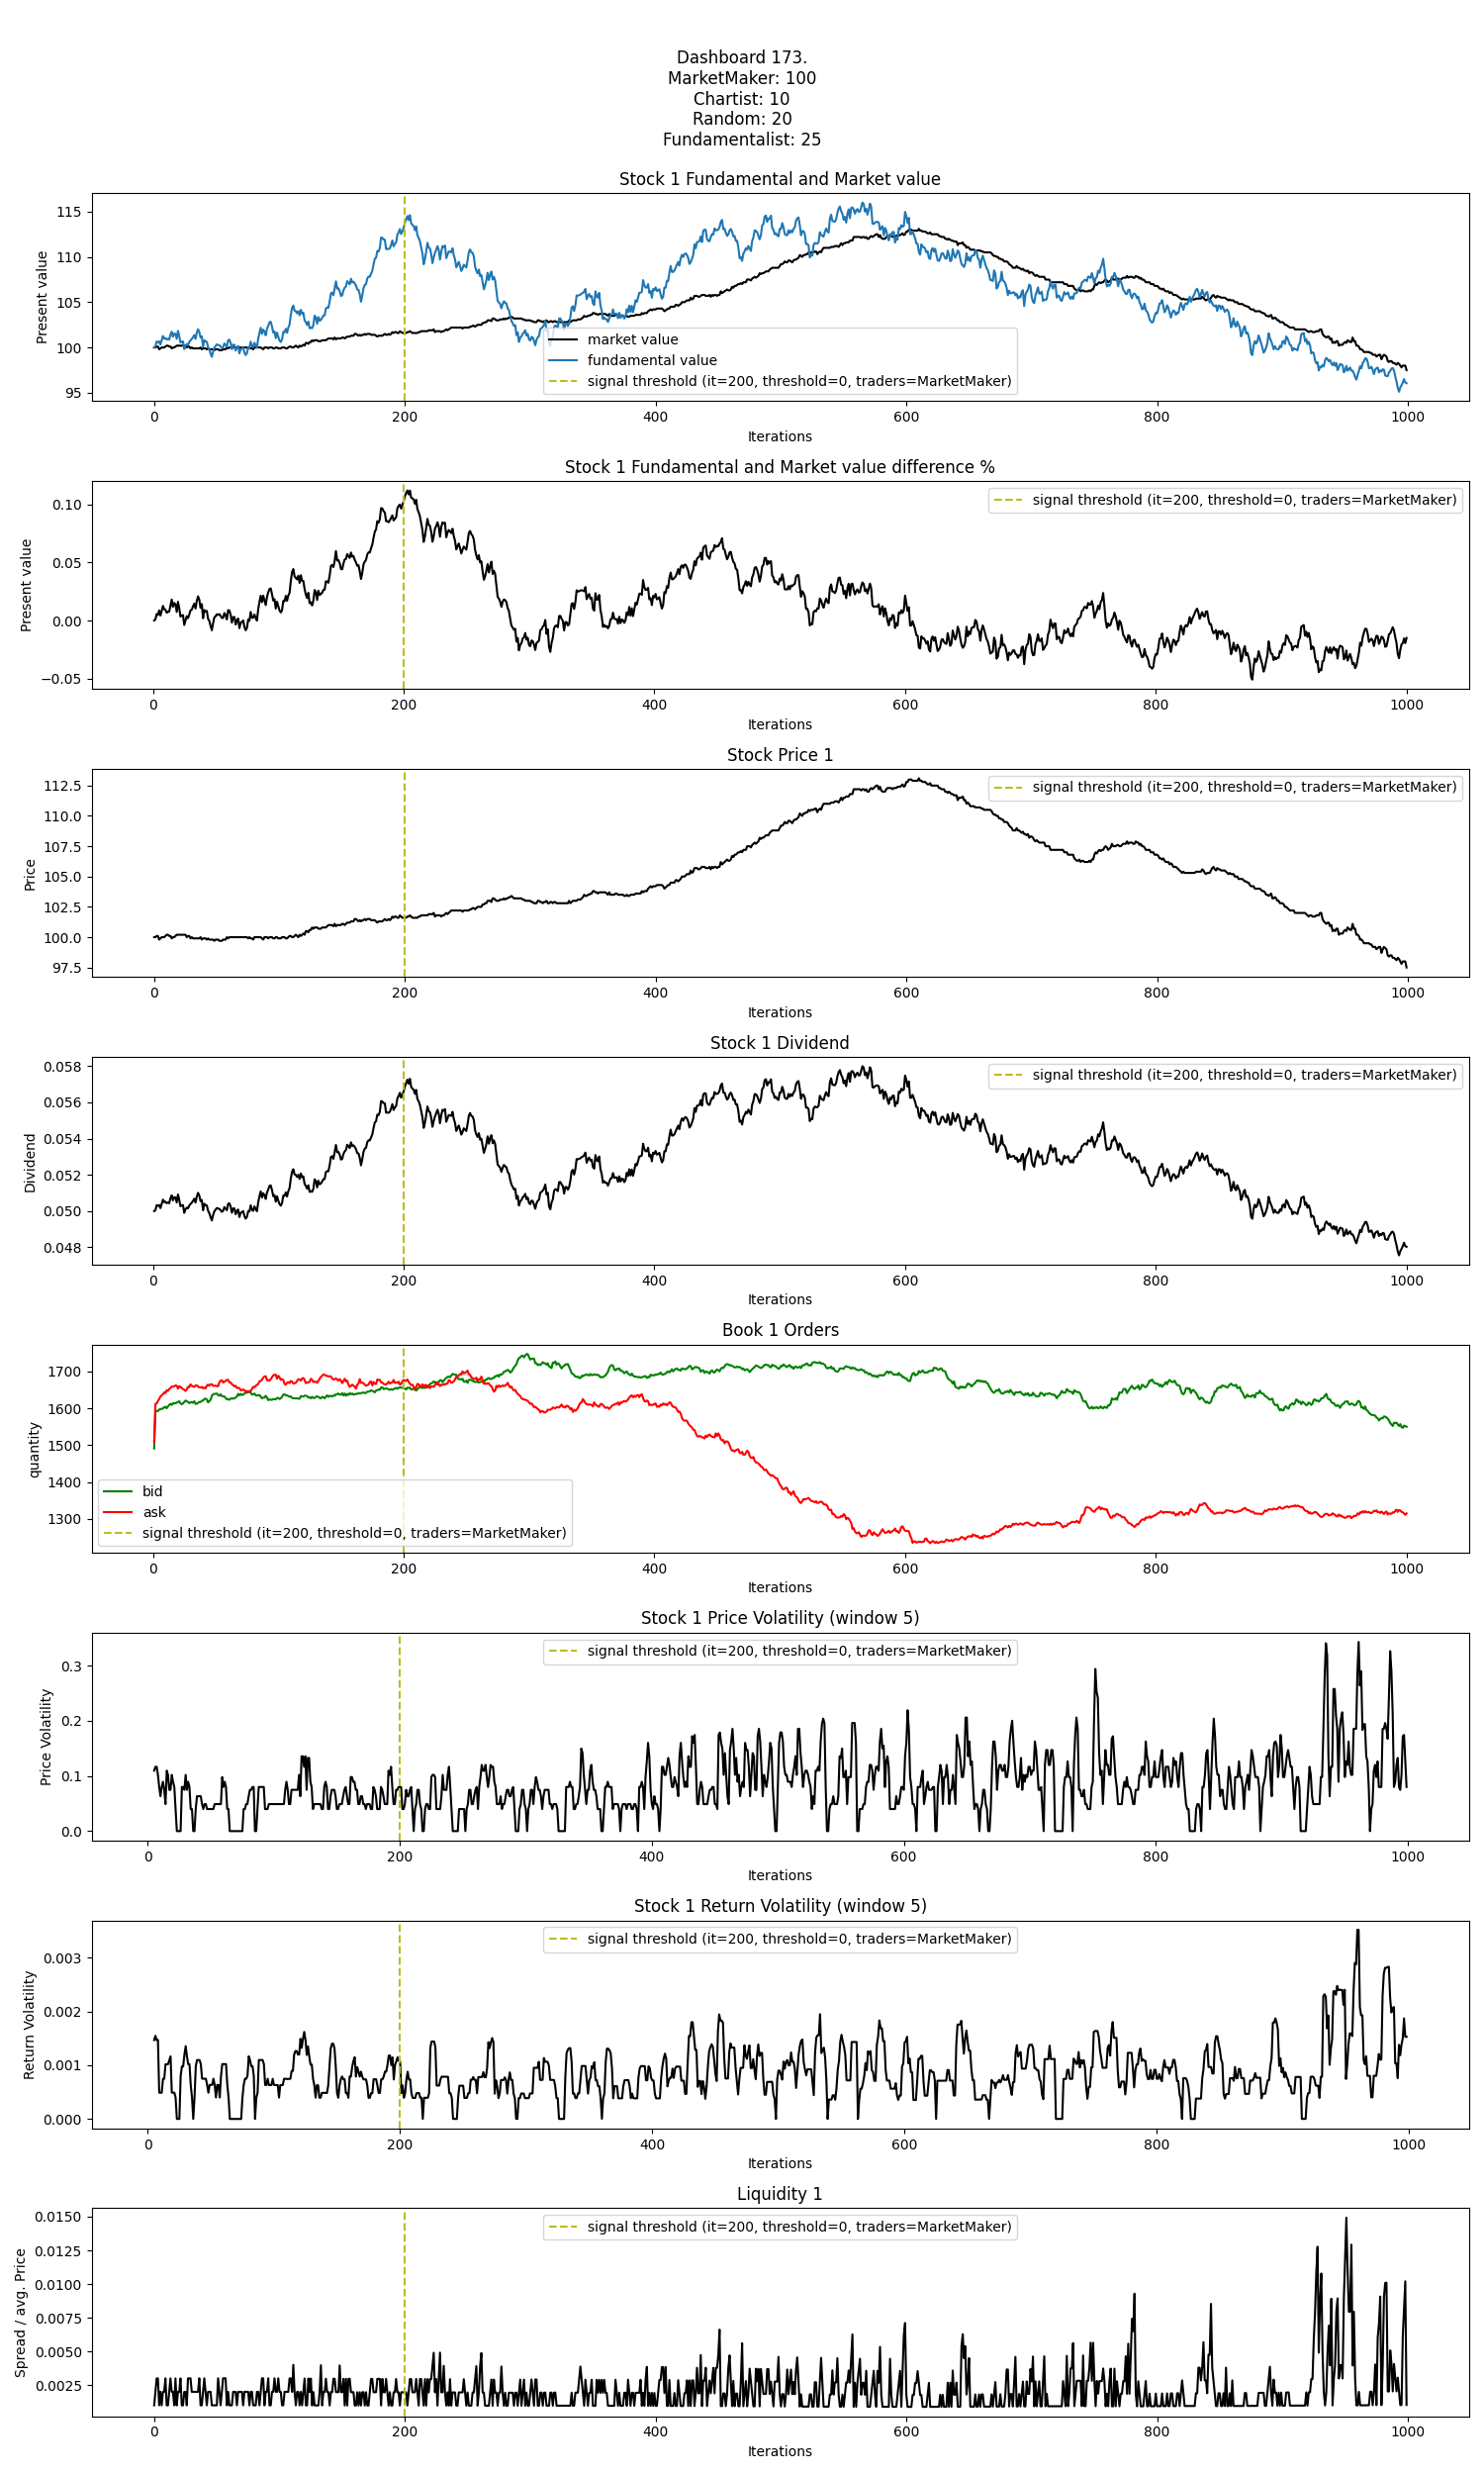 Dashboard 173.
MarketMaker: 100
Chartist: 10
Random: 20
Fundamentalist: 25
Stock 1 Fundamental and Market value
Present value
115
110
105
100
95
market value
fundamental value
signal threshold (it=200, threshold=0, traders=MarketMaker)
0 200 400 600 800 1000
Iterations
Stock 1 Fundamental and Market value difference %
Present value
0.10
0.05
0.00
−0.05
signal threshold (it=200, threshold=0, traders=MarketMaker)
0 200 400 600 800 1000
Iterations
Stock Price 1
Price
112.5
110.0
107.5
105.0
102.5
100.0
97.5
signal threshold (it=200, threshold=0, traders=MarketMaker)
0 200 400 600 800 1000
Iterations
Stock 1 Dividend
Dividend
0.058
0.056
0.054
0.052
0.050
0.048
signal threshold (it=200, threshold=0, traders=MarketMaker)
0 200 400 600 800 1000
Iterations
Book 1 Orders
quantity
1700
1600
1500
1400
1300
bid
ask
signal threshold (it=200, threshold=0, traders=MarketMaker)
0 200 400 600 800 1000
Iterations
Stock 1 Price Volatility (window 5)
Price Volatility
0.3
0.2
0.1
0.0
signal threshold (it=200, threshold=0, traders=MarketMaker)
0 200 400 600 800 1000
Iterations
Stock 1 Return Volatility (window 5)
Return Volatility
0.003
0.002
0.001
0.000
signal threshold (it=200, threshold=0, traders=MarketMaker)
0 200 400 600 800 1000
Iterations
Liquidity 1
Spread / avg. Price
0.0150
0.0125
0.0100
0.0075
0.0050
0.0025
signal threshold (it=200, threshold=0, traders=MarketMaker)
0 200 400 600 800 1000
Iterations